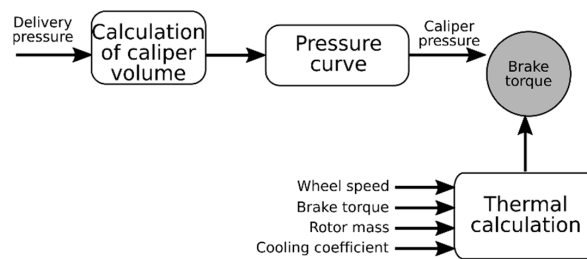 Delivery
pressure
Calculation
of caliper
volume
Pressure
curve
Caliper
pressure
Brake
torque
Wheel speed
Brake torque
Rotor mass
Cooling coefficient
Thermal
calculation